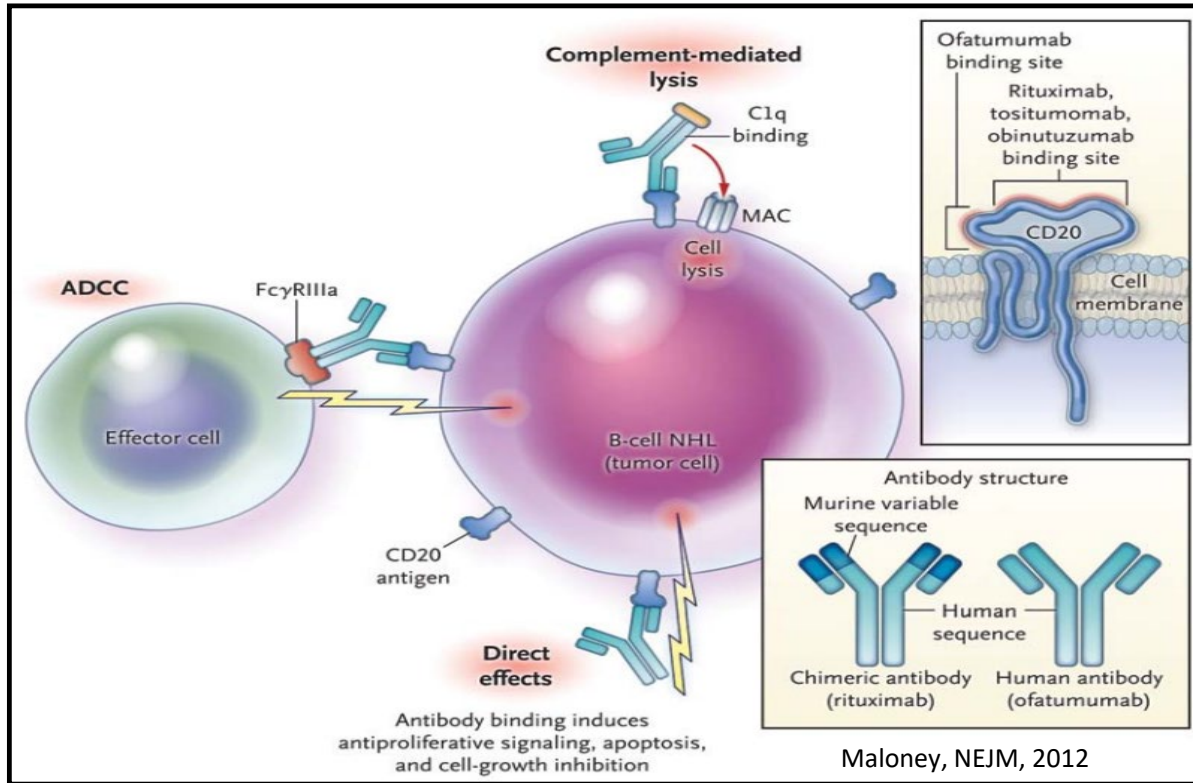 Complement-mediated
lysis
C1q
binding
MAC
Cell
lysis
ADCC
FcγRIIIa
Effector cell
B-cell NHL
(tumor cell)
CD20
antigen
Direct
effects
Antibody binding induces
antiproliferative signaling, apoptosis,
and cell-growth inhibition
Ofatumumab
binding site
Rituximab,
tositumomab,
obinutuzumab
binding site
CD20
Cell
membrane
Antibody structure
Murine variable
sequence
Human
sequence
Chimeric antibody
(rituximab)
Human antibody
(ofatumumab)
Maloney, NEJM, 2012